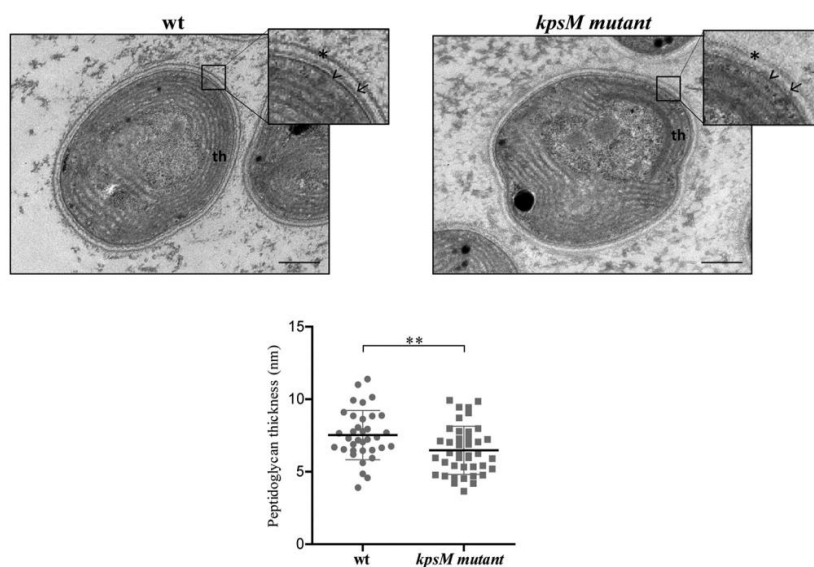 wt
kpsM mutant
*
th
*
th
**
15
10
5
0
Peptidoglycan thickness (nm)
wt
kpsM mutant